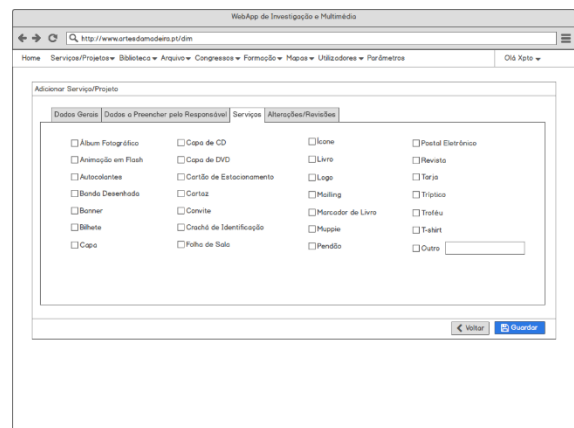 WebApp de Investigação e Multimédia
http://www.artesdamadeira.pt/dim
Home Serviços/Projetos Biblioteca Arquivo Congressos Formação Mapas Utilizadores Parâmetros Olá Xpto
Adicionar Serviço/Projeto
Dados Gerais Dados a Preencher pelo Responsável Serviços Alterações/Revisões
Álbum Fotográfico Capa de CD Ícone Postal Eletrónico
Animação em Flash Capa de DVD Livro Revista
Autocolantes Cartão de Estacionamento Logo Tarja
Banda Desenhada Cartaz Mailing Tríptico
Banner Convite Marcador de Livro Troféu
Bilhete Crachá de Identificação Muppie T-shirt
Capa Folha de Sala Pendão Outro
Voltar Guardar